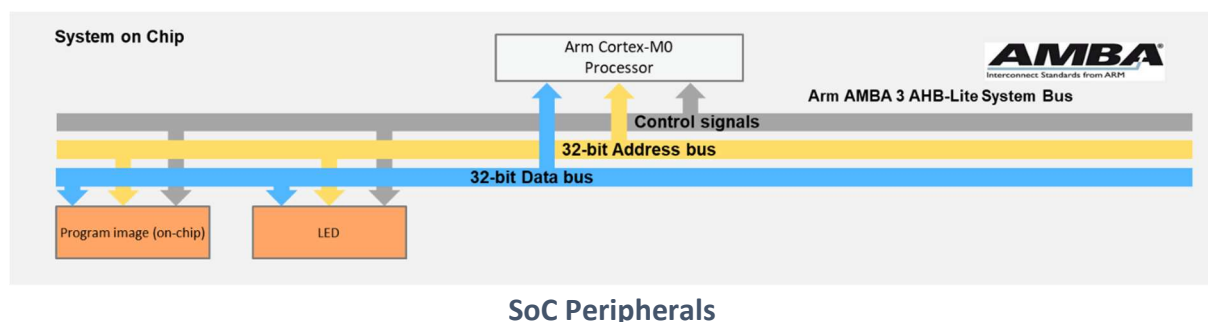 System on Chip
Arm Cortex-M0
Processor
AMBA®
Interconnect Standards from ARM
Arm AMBA 3 AHB-Lite System Bus
Control signals
32-bit Address bus
32-bit Data bus
Program image (on-chip)
LED
SoC Peripherals